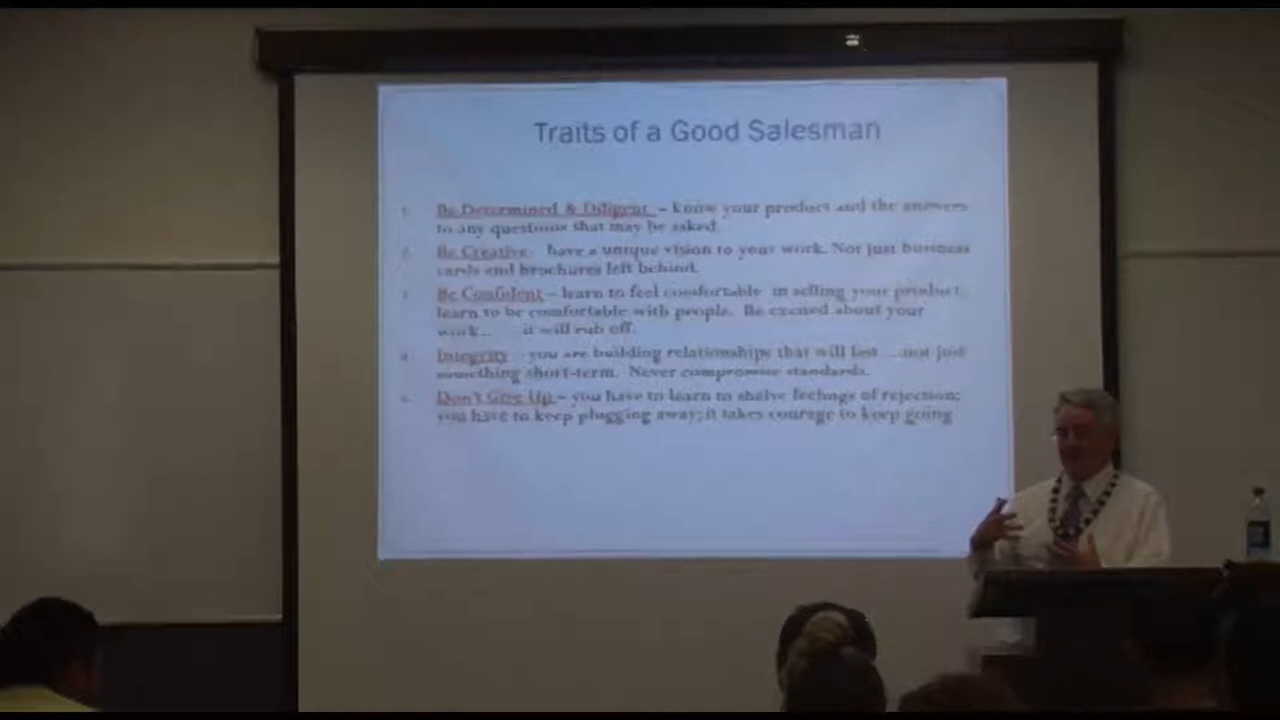 Traits of a Good Salesman
1. Be Determined & Diligent – know your product and the answers
to any questions that may be asked.
2. Be Creative- have a unique vision to your work. Not just business
cards and brochures left behind.
3. Be Confident – learn to feel comfortable in selling your product;
learn to be comfortable with people. Be excited about your
work... it will rub off.
4. Integrity - you are building relationships that will last ...not just
something short-term. Never compromise standards.
5. Don't Give Up – you have to learn to shelve feelings of rejection;
you have to keep plugging away; it takes courage to keep going